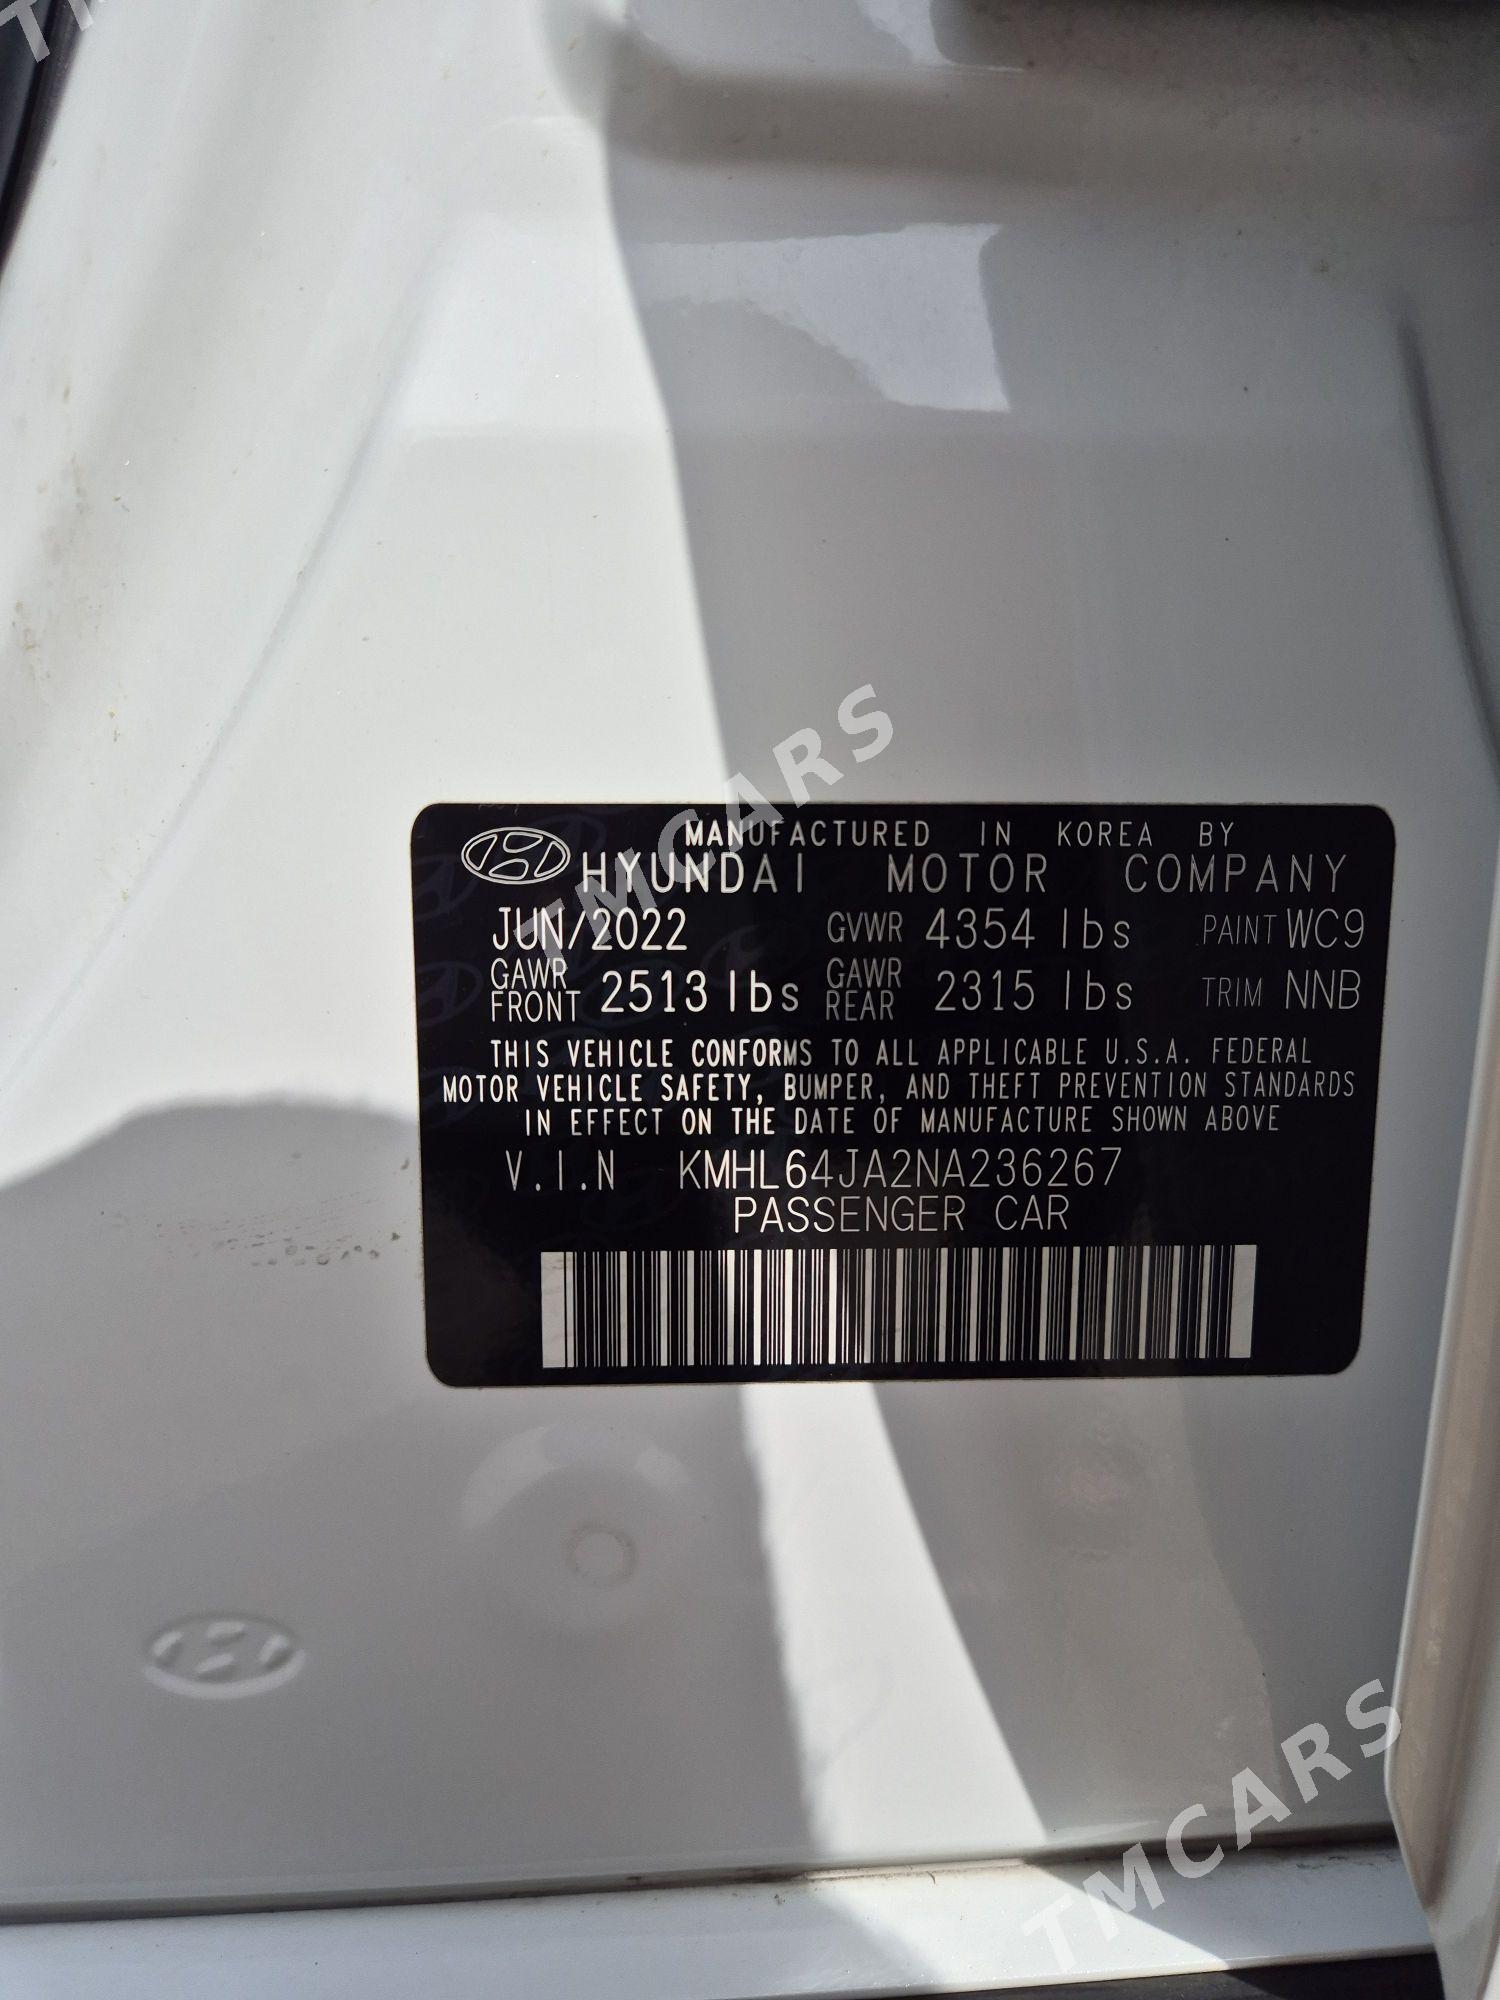 MANUFACTURED IN KOREA BY
HYUNDAI MOTOR COMPANY
JUN/2022 GVWR 4354 lbs PAINT WC9
GAWR FRONT 2513 lbs GAWR REAR 2315 lbs TRIM NNB
THIS VEHICLE CONFORMS TO ALL APPLICABLE U.S.A. FEDERAL
MOTOR VEHICLE SAFETY, BUMPER, AND THEFT PREVENTION STANDARDS
IN EFFECT ON THE DATE OF MANUFACTURE SHOWN ABOVE
V.I.N KMHL64JA2NA236267
PASSENGER CAR
TMCARS
TMCARS